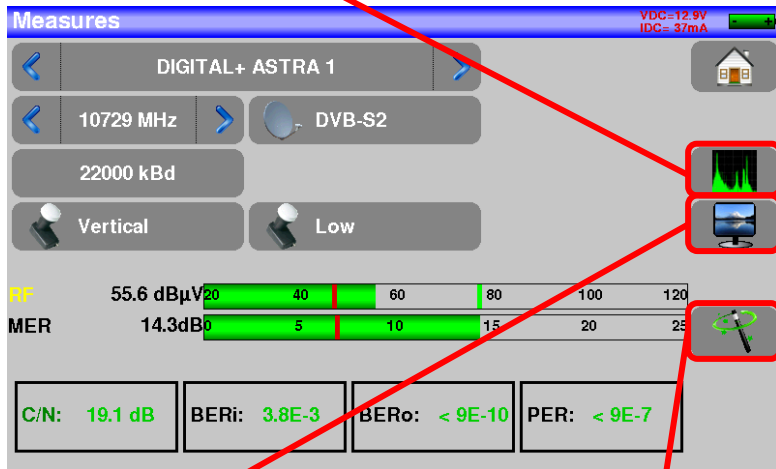 Measures
VDC=12.9V
IDC= 37mA
- +
DIGITAL+ ASTRA 1
10729 MHz
DVB-S2
22000 kBd
Vertical
Low
RF 55.6 dBµV 20 40 60 80 100 120
MER 14.3dB 0 5 10 15 20 25
C/N: 19.1 dB BERi: 3.8E-3 BERo: < 9E-10 PER: < 9E-7